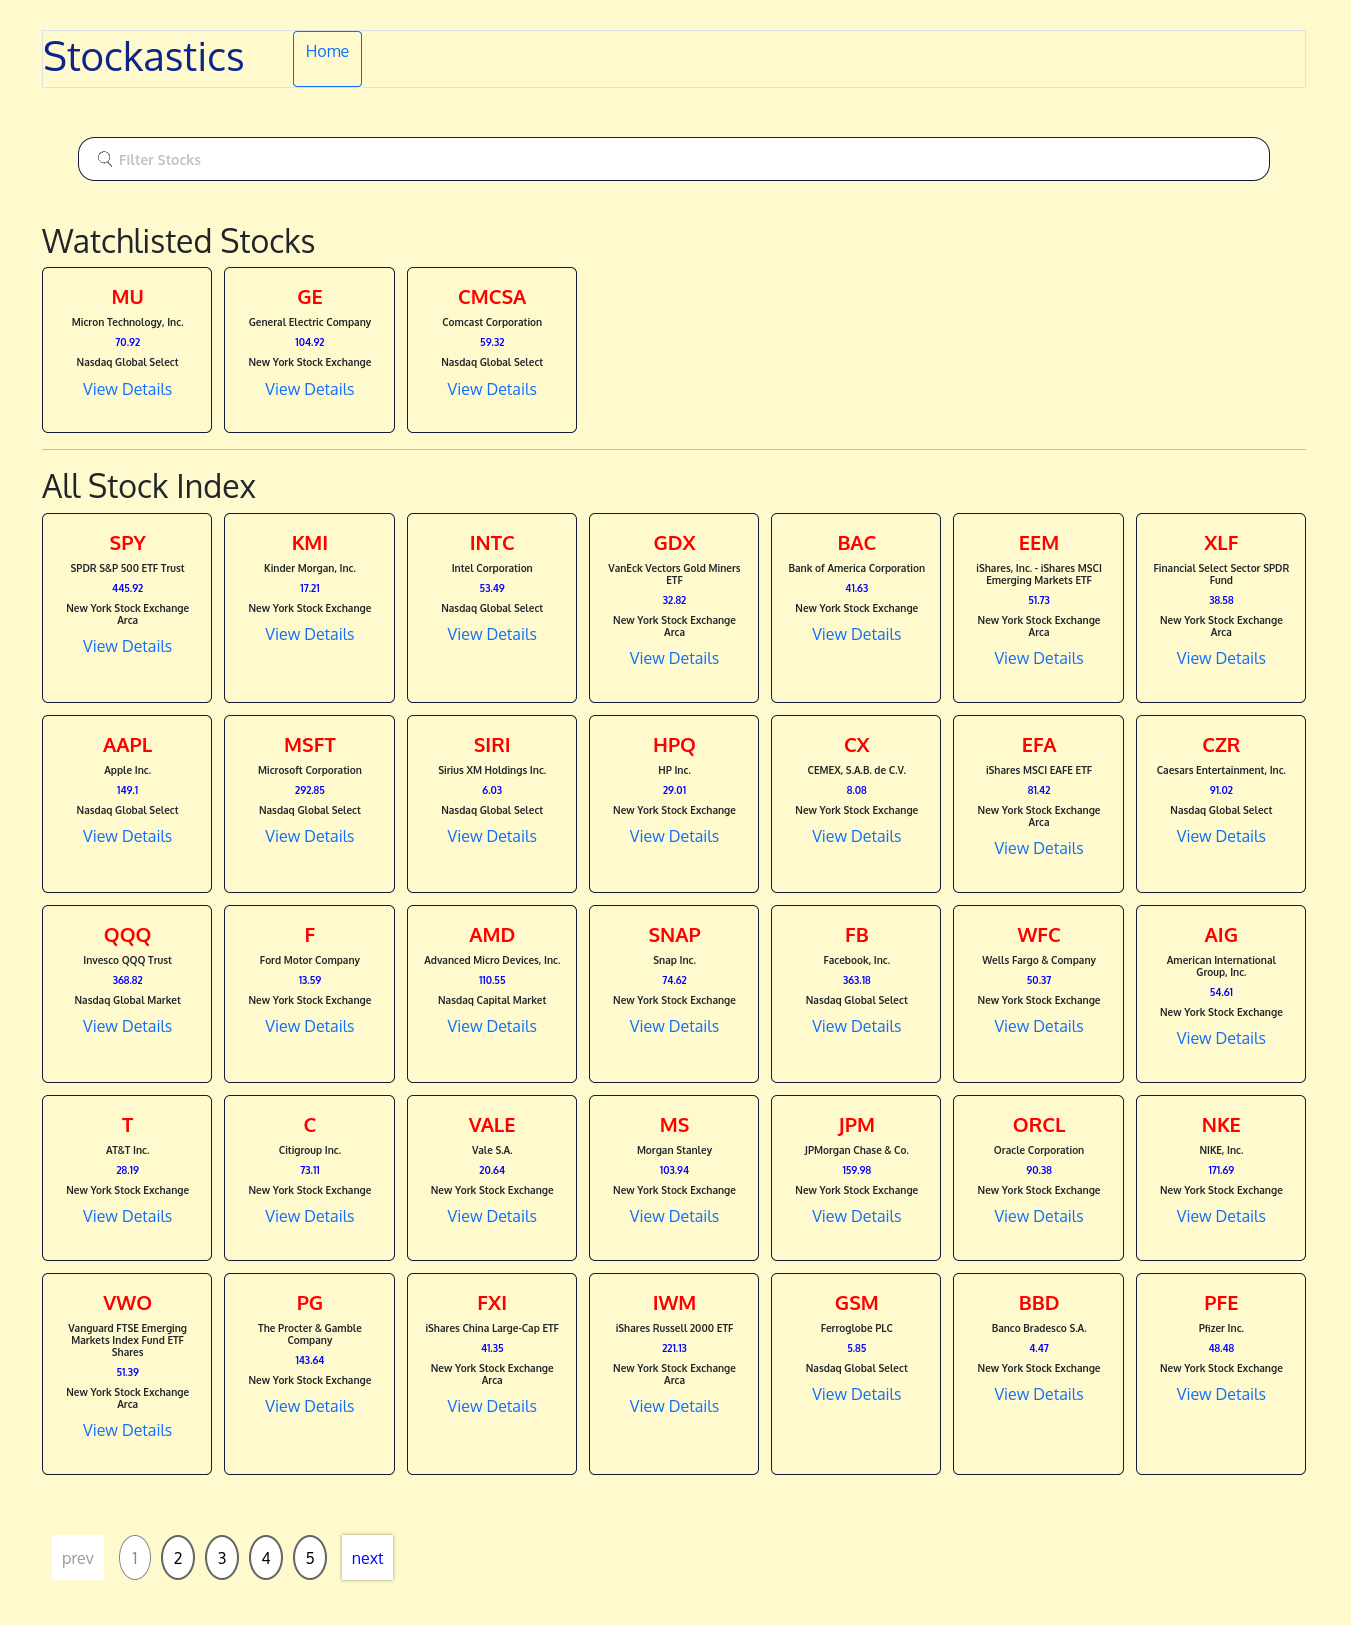 Stockastics
Home
Filter Stocks
Watchlisted Stocks
MU
Micron Technology, Inc.
70.92
Nasdaq Global Select
View Details
GE
General Electric Company
104.92
New York Stock Exchange
View Details
CMCSA
Comcast Corporation
59.32
Nasdaq Global Select
View Details
All Stock Index
SPY
SPDR S&P 500 ETF Trust
445.92
New York Stock Exchange
Arca
View Details
KMI
Kinder Morgan, Inc.
17.21
New York Stock Exchange
View Details
INTC
Intel Corporation
53.49
Nasdaq Global Select
View Details
GDX
VanEck Vectors Gold Miners
ETF
32.82
New York Stock Exchange
Arca
View Details
BAC
Bank of America Corporation
41.63
New York Stock Exchange
View Details
EEM
iShares, Inc. - iShares MSCI
Emerging Markets ETF
51.73
New York Stock Exchange
Arca
View Details
XLF
Financial Select Sector SPDR
Fund
38.58
New York Stock Exchange
Arca
View Details
AAPL
Apple Inc.
149.1
Nasdaq Global Select
View Details
MSFT
Microsoft Corporation
292.85
Nasdaq Global Select
View Details
SIRI
Sirius XM Holdings Inc.
6.03
Nasdaq Global Select
View Details
HPQ
HP Inc.
29.01
New York Stock Exchange
View Details
CX
CEMEX, S.A.B. de C.V.
8.08
New York Stock Exchange
View Details
EFA
iShares MSCI EAFE ETF
81.42
New York Stock Exchange
Arca
View Details
CZR
Caesars Entertainment, Inc.
91.02
Nasdaq Global Select
View Details
QQQ
Invesco QQQ Trust
368.82
Nasdaq Global Market
View Details
F
Ford Motor Company
13.59
New York Stock Exchange
View Details
AMD
Advanced Micro Devices, Inc.
110.55
Nasdaq Capital Market
View Details
SNAP
Snap Inc.
74.62
New York Stock Exchange
View Details
FB
Facebook, Inc.
363.18
Nasdaq Global Select
View Details
WFC
Wells Fargo & Company
50.37
New York Stock Exchange
View Details
AIG
American International
Group, Inc.
54.61
New York Stock Exchange
View Details
T
AT&T Inc.
28.19
New York Stock Exchange
View Details
C
Citigroup Inc.
73.11
New York Stock Exchange
View Details
VALE
Vale S.A.
20.64
New York Stock Exchange
View Details
MS
Morgan Stanley
103.94
New York Stock Exchange
View Details
JPM
JPMorgan Chase & Co.
159.98
New York Stock Exchange
View Details
ORCL
Oracle Corporation
90.38
New York Stock Exchange
View Details
NKE
NIKE, Inc.
171.69
New York Stock Exchange
View Details
VWO
Vanguard FTSE Emerging
Markets Index Fund ETF
Shares
51.39
New York Stock Exchange
Arca
View Details
PG
The Procter & Gamble
Company
143.64
New York Stock Exchange
View Details
FXI
iShares China Large-Cap ETF
41.35
New York Stock Exchange
Arca
View Details
IWM
iShares Russell 2000 ETF
221.13
New York Stock Exchange
Arca
View Details
GSM
Ferroglobe PLC
5.85
Nasdaq Global Select
View Details
BBD
Banco Bradesco S.A.
4.47
New York Stock Exchange
View Details
PFE
Pfizer Inc.
48.48
New York Stock Exchange
View Details
prev 1 2 3 4 5 next